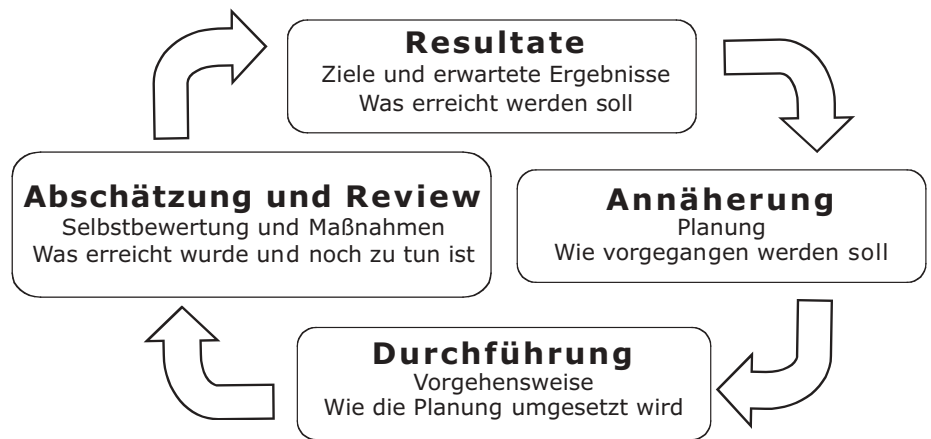 Resultate
Ziele und erwartete Ergebnisse
Was erreicht werden soll
Annäherung
Planung
Wie vorgegangen werden soll
Durchführung
Vorgehensweise
Wie die Planung umgesetzt wird
Abschätzung und Review
Selbstbewertung und Maßnahmen
Was erreicht wurde und noch zu tun ist